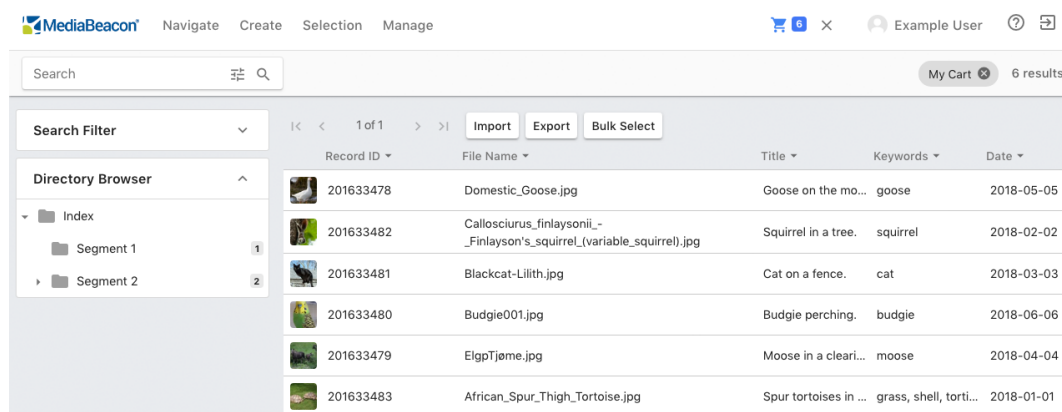 MediaBeacon® Navigate Create Selection Manage 6 Example User
Search My Cart 6 results
Search Filter
1 of 1 Import Export Bulk Select
Record ID File Name Title Keywords Date
Directory Browser
Index
Segment 1 1
Segment 2 2
201633478 Domestic_Goose.jpg Goose on the mo... goose 2018-05-05
201633482 Callosciurus_finlaysonii_-
_Finlayson's_squirrel_(variable_squirrel).jpg Squirrel in a tree. squirrel 2018-02-02
201633481 Blackcat-Lilith.jpg Cat on a fence. cat 2018-03-03
201633480 Budgie001.jpg Budgie perching. budgie 2018-06-06
201633479 ElgpTjøme.jpg Moose in a cleari... moose 2018-04-04
201633483 African_Spur_Thigh_Tortoise.jpg Spur tortoises in ... grass, shell, torti... 2018-01-01